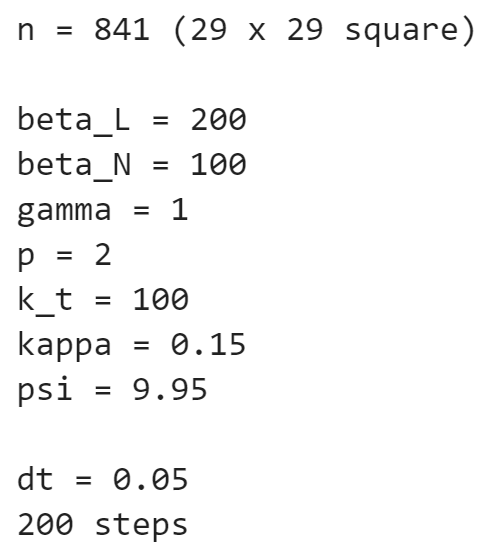 n = 841 (29 x 29 square)
beta_L = 200
beta_N = 100
gamma = 1
p = 2
k_t = 100
kappa = 0.15
psi = 9.95
dt = 0.05
200 steps